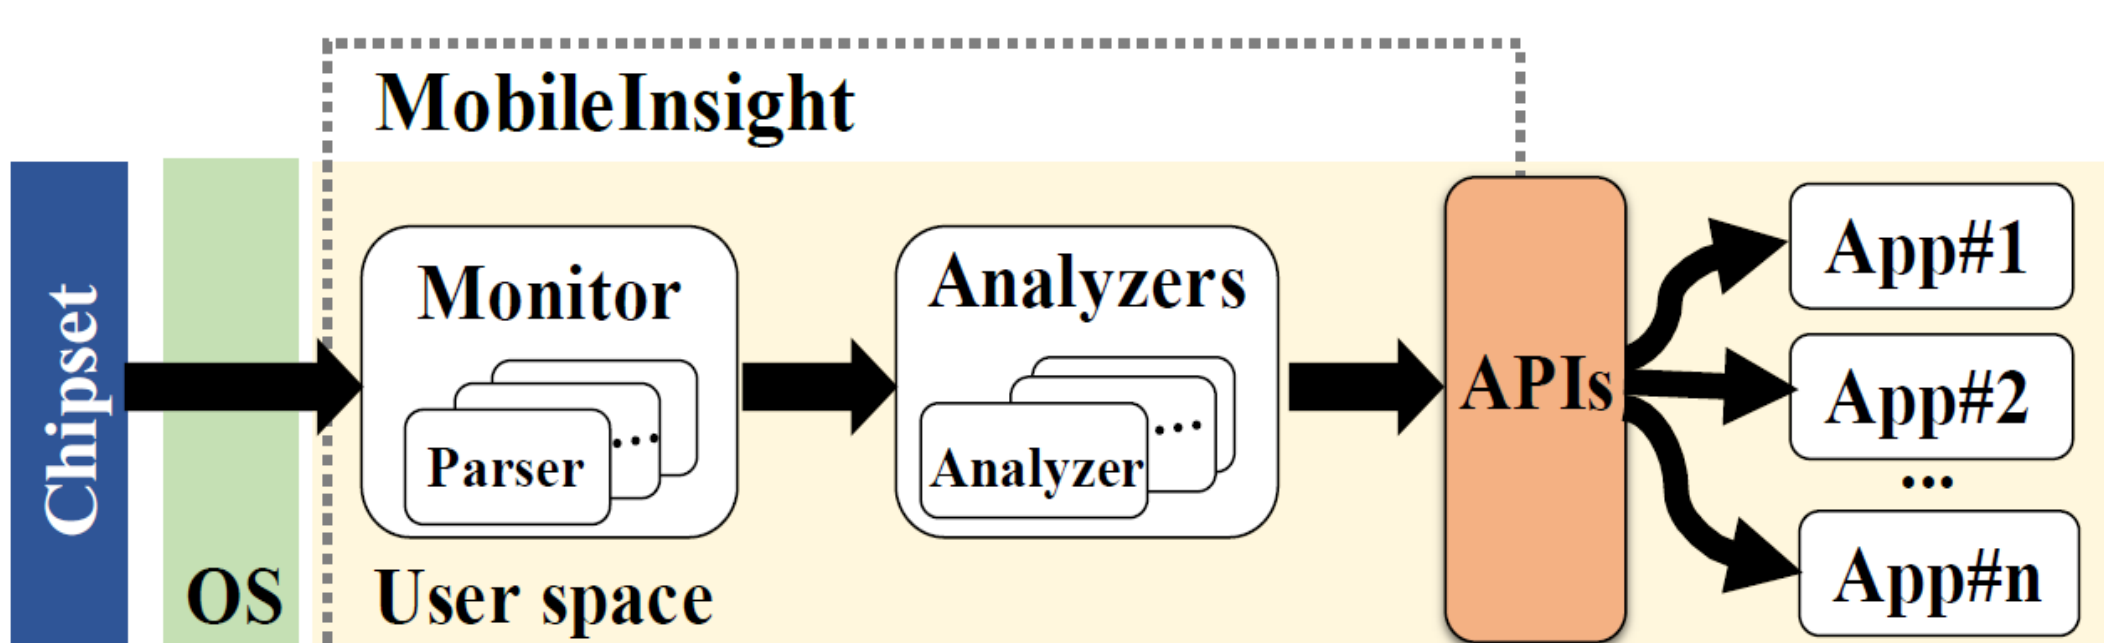 MobileInsight
Chipset
OS
User space
Monitor
Parser
...
Analyzers
Analyzer
...
APIs
App#1
App#2
...
App#n